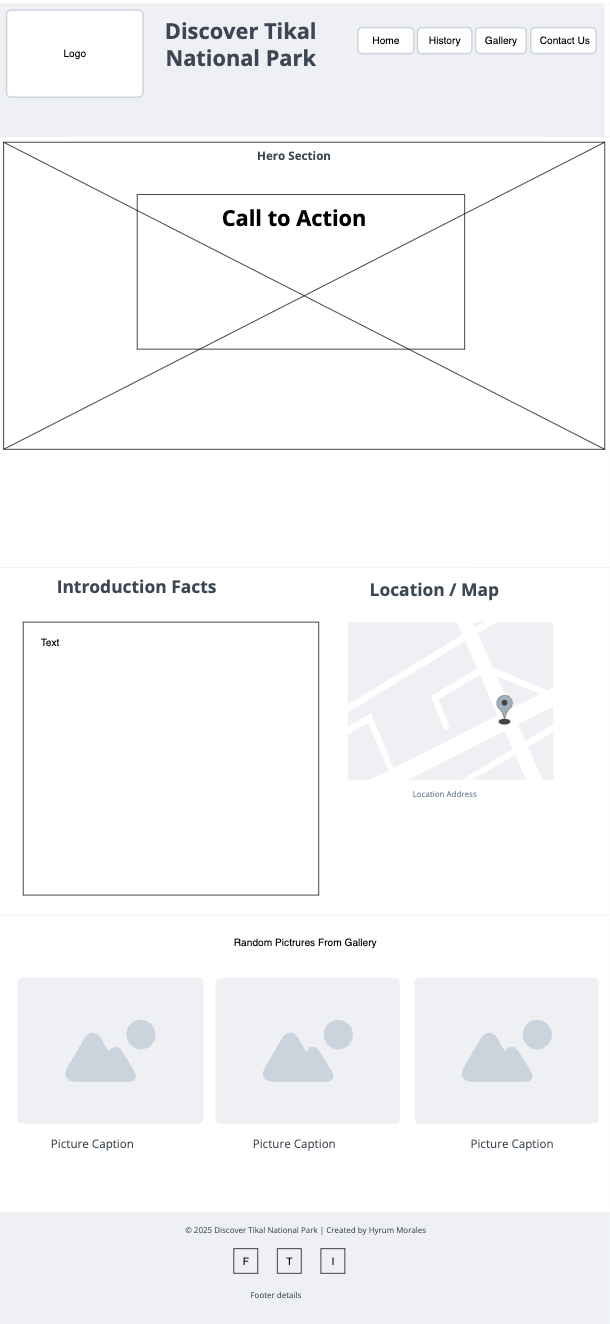 Logo
Discover Tikal
National Park
Home
History
Gallery
Contact Us
Hero Section
Call to Action
Introduction Facts
Location / Map
Text
Location Address
Random Pictrures From Gallery
Picture Caption
Picture Caption
Picture Caption
© 2025 Discover Tikal National Park | Created by Hyrum Morales
F
T
I
Footer details